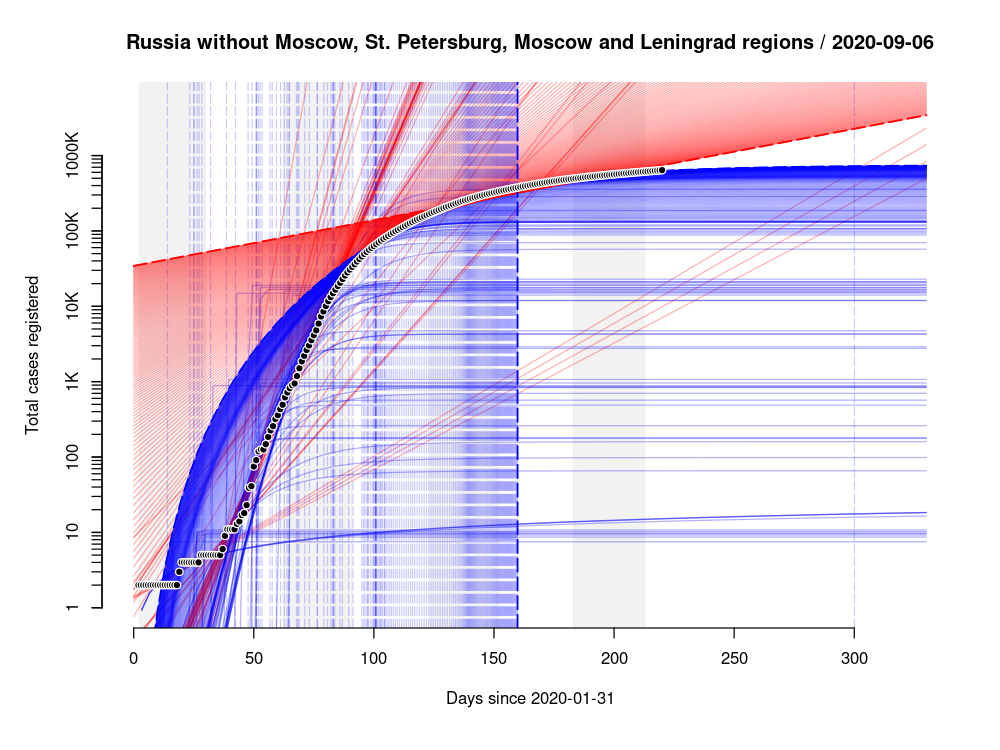 Russia without Moscow, St. Petersburg, Moscow and Leningrad regions / 2020-09-06
Total cases registered
1000K
100K
10K
1K
100
10
1
0 50 100 150 200 250 300
Days since 2020-01-31